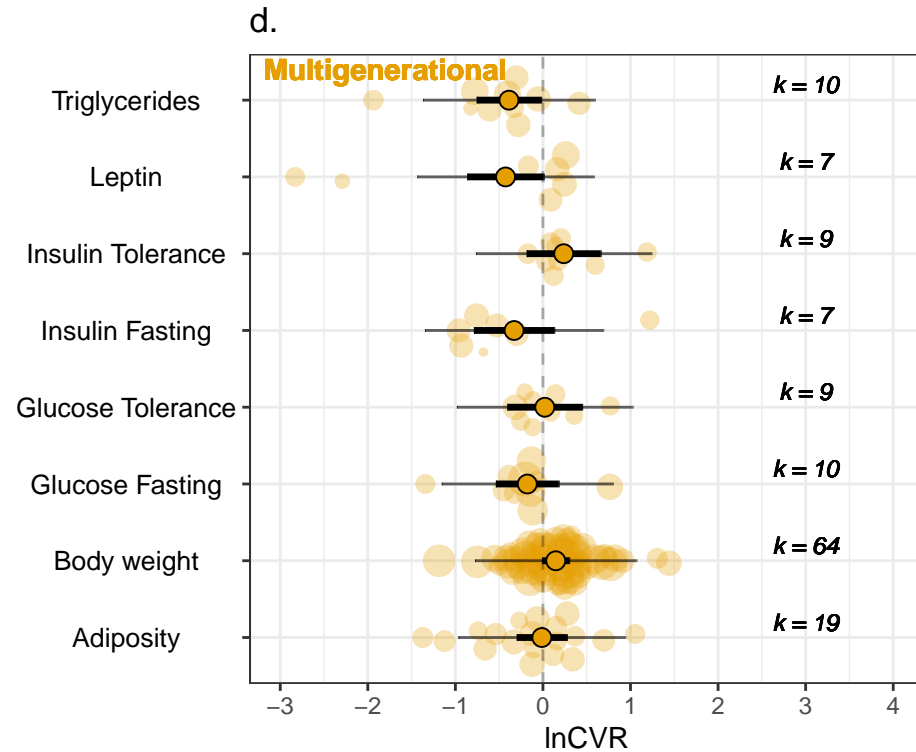 d.
Multigenerational
Triglycerides
k = 10
Leptin
k = 7
Insulin Tolerance
k = 9
Insulin Fasting
k = 7
Glucose Tolerance
k = 9
Glucose Fasting
k = 10
Body weight
k = 64
Adiposity
k = 19
−3 −2 −1 0 1 2 3 4
lnCVR